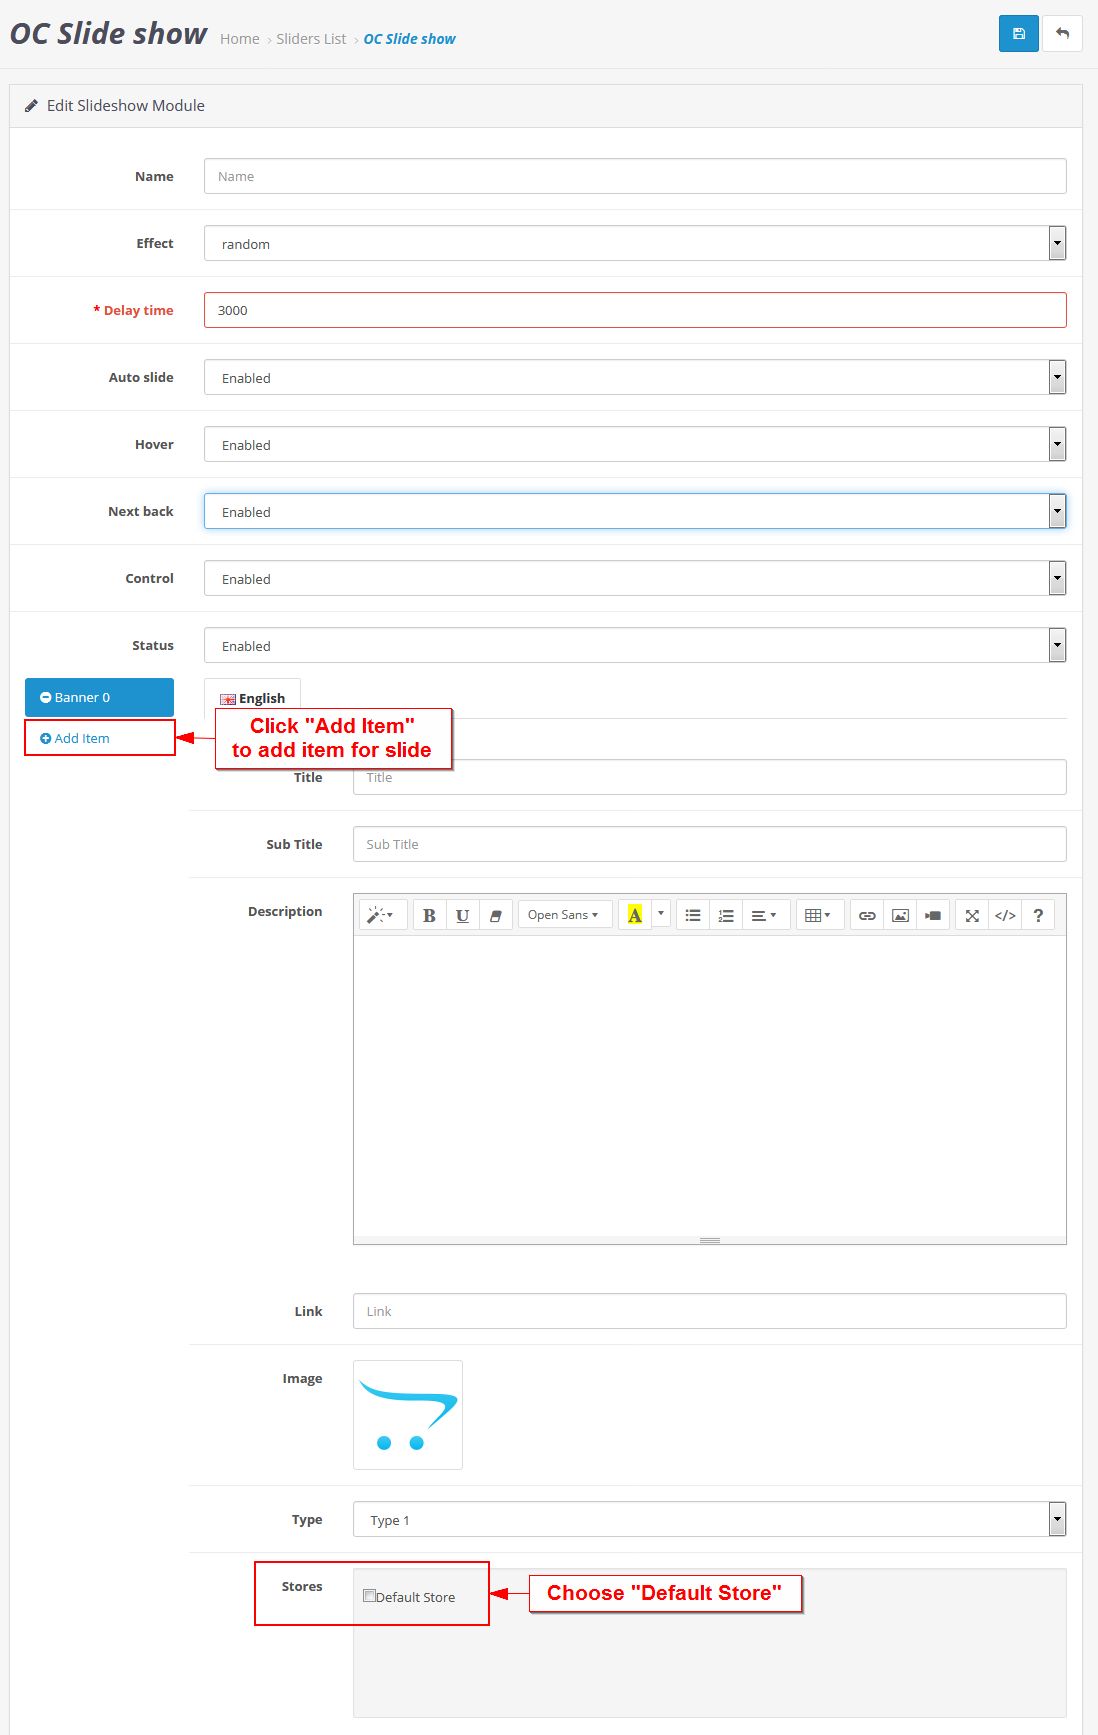 OC Slide show Home › Sliders List › OC Slide show
Edit Slideshow Module
Name Name
Effect random
* Delay time 3000
Auto slide Enabled
Hover Enabled
Next back Enabled
Control Enabled
Status Enabled
Banner 0 English
Add Item
Click "Add Item"
to add item for slide
Title Title
Sub Title Sub Title
Description B U Open Sans A </> ?
Link Link
Image
Type Type 1
Stores Default Store
Choose "Default Store"